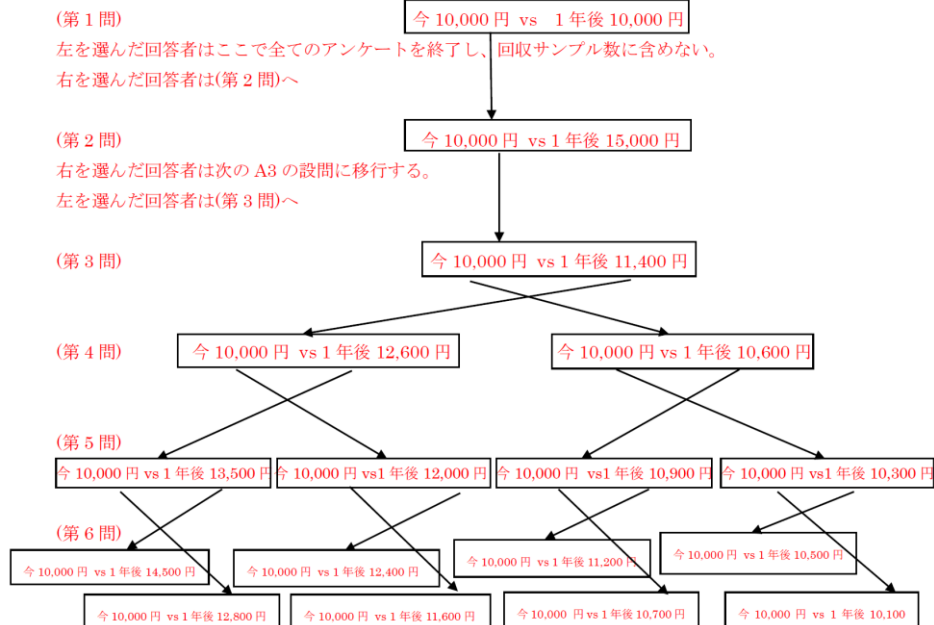 (第1問)
今 10,000 円 vs 1 年後 10,000 円
左を選んだ回答者はここで全てのアンケートを終了し、回収サンプル数に含めない。
右を選んだ回答者は(第2問)へ
(第2問)
今 10,000 円 vs 1 年後 15,000 円
右を選んだ回答者は次の A3 の設問に移行する。
左を選んだ回答者は(第3問)へ
(第3問)
今 10,000 円 vs 1 年後 11,400 円
(第4問)
今 10,000 円 vs 1 年後 12,600 円
今 10,000 円 vs 1 年後 10,600 円
(第5問)
今 10,000 円 vs 1 年後 13,500 円
今 10,000 円 vs1 年後 12,000 円
今 10,000 円 vs1 年後 10,900 円
今 10,000 円 vs1 年後 10,300 円
(第6問)
今 10,000 円 vs 1 年後 14,500 円
今 10,000 円 vs 1 年後 12,400 円
今 10,000 円 vs 1 年後 11,200 円
今 10,000 円 vs 1 年後 10,500 円
今 10,000 円 vs 1 年後 12,800 円
今 10,000 円 vs 1 年後 11,600 円
今 10,000 円 vs 1 年後 10,700 円
今 10,000 円 vs 1 年後 10,100